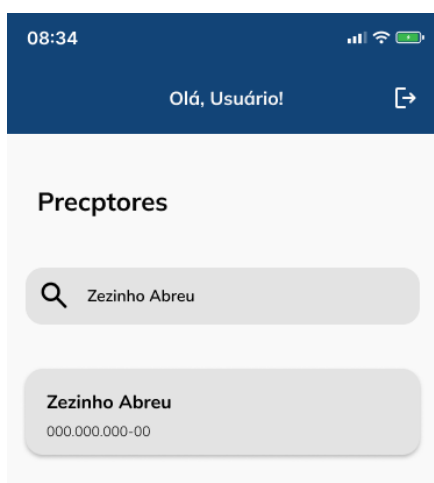 08:34
Olá, Usuário!
Precptores
Zezinho Abreu
Zezinho Abreu
000.000.000-00